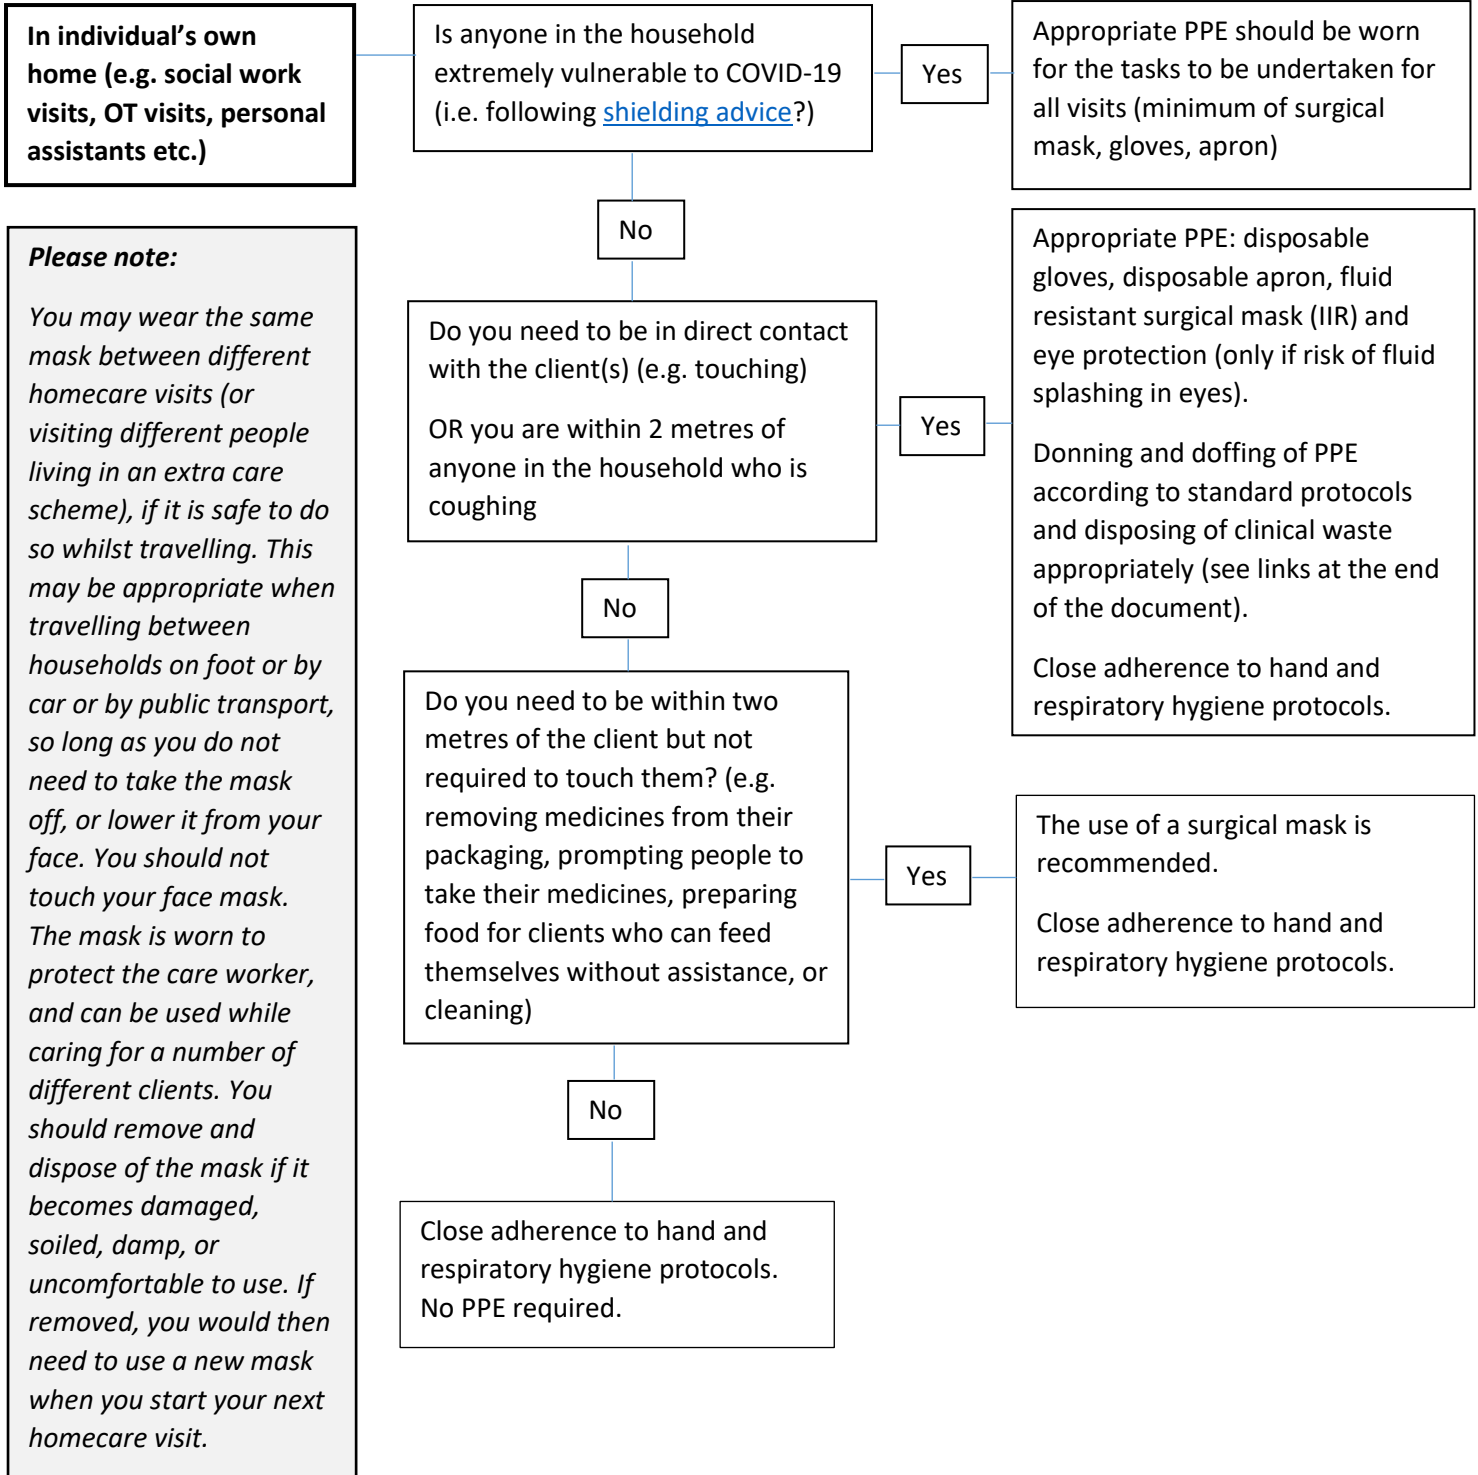 In individual's own
home (e.g. social work
visits, OT visits, personal
assistants etc.)
Is anyone in the household
extremely vulnerable to COVID-19
(i.e. following shielding advice?)
Yes
Appropriate PPE should be worn
for the tasks to be undertaken for
all visits (minimum of surgical
mask, gloves, apron)
No
Do you need to be in direct contact
with the client(s) (e.g. touching)
OR you are within 2 metres of
anyone in the household who is
coughing
Yes
Appropriate PPE: disposable
gloves, disposable apron, fluid
resistant surgical mask (IIR) and
eye protection (only if risk of fluid
splashing in eyes).
Donning and doffing of PPE
according to standard protocols
and disposing of clinical waste
appropriately (see links at the end
of the document).
Close adherence to hand and
respiratory hygiene protocols.
No
Do you need to be within two
metres of the client but not
required to touch them? (e.g.
removing medicines from their
packaging, prompting people to
take their medicines, preparing
food for clients who can feed
themselves without assistance, or
cleaning)
Yes
The use of a surgical mask is
recommended.
Close adherence to hand and
respiratory hygiene protocols.
No
Close adherence to hand and
respiratory hygiene protocols.
No PPE required.
Please note:
You may wear the same
mask between different
homecare visits (or
visiting different people
living in an extra care
scheme), if it is safe to do
so whilst travelling. This
may be appropriate when
travelling between
households on foot or by
car or by public transport,
so long as you do not
need to take the mask
off, or lower it from your
face. You should not
touch your face mask.
The mask is worn to
protect the care worker,
and can be used while
caring for a number of
different clients. You
should remove and
dispose of the mask if it
becomes damaged,
soiled, damp, or
uncomfortable to use. If
removed, you would then
need to use a new mask
when you start your next
homecare visit.